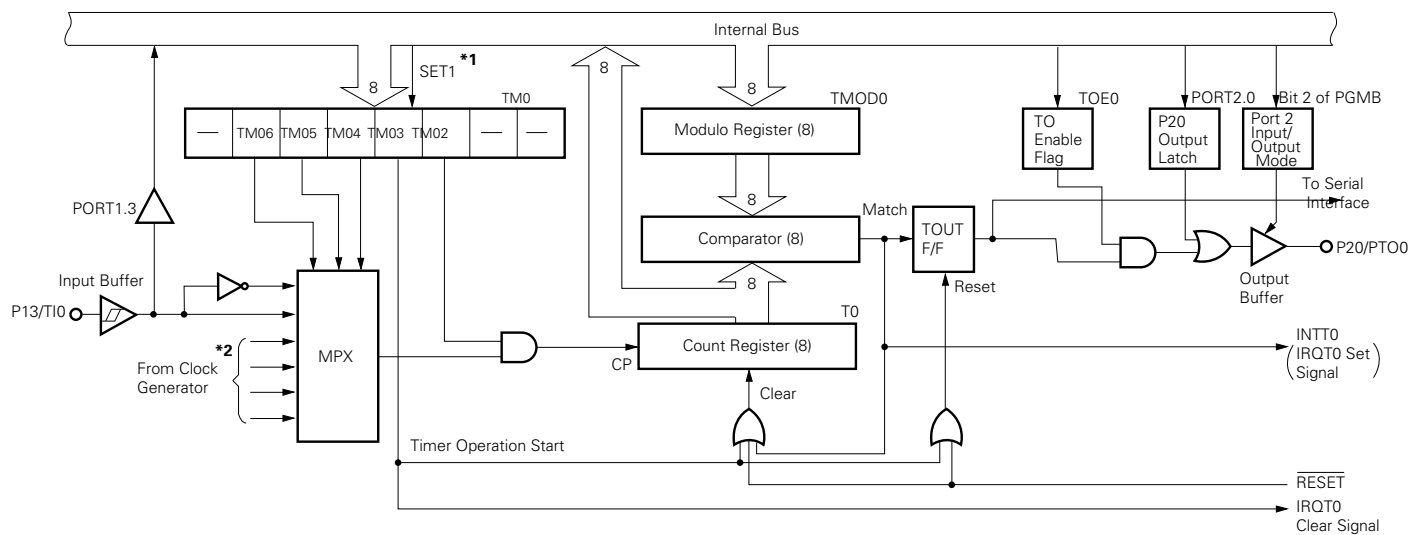 Internal Bus
SET1 *1
8
8
8
TM0
TMOD0
TOE0
PORT2.0
Bit 2 of PGMB
— TM06 TM05 TM04 TM03 TM02 — —
Modulo Register (8)
TO
Enable
Flag
P20
Output
Latch
Port 2
Input/
Output
Mode
To Serial
Interface
PORT1.3
8
Match
Comparator (8)
TOUT
F/F
P20/PTO0
Output
Buffer
Input Buffer
8
Reset
P13/TI0
T0
*2
From Clock
Generator
MPX
CP
Count Register (8)
INTT0
(IRQT0 Set
Signal)
Clear
Timer Operation Start
RESET
IRQT0
Clear Signal